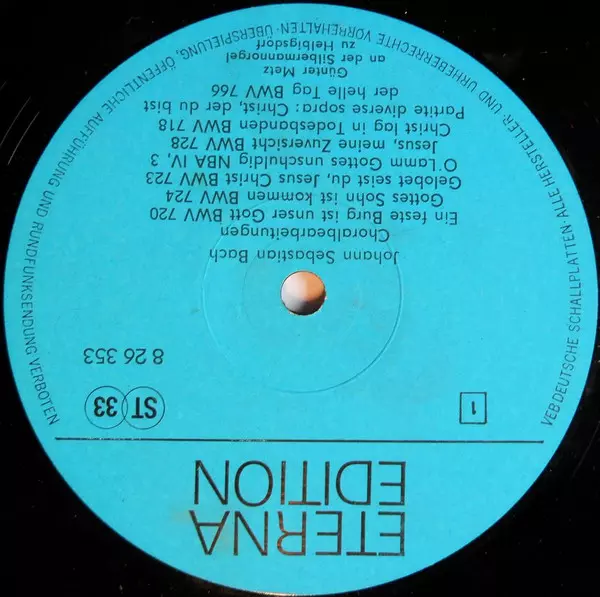 ETERNA
EDITION
1
ST 33
8 26 353
Johann Sebastian Bach
Choralbearbeitungen
Ein feste Burg ist unser Gott BWV 720
Gottes Sohn ist kommen BWV 724
Gelobet seist du, Jesus Christ BWV 723
O Lamm Gottes unschuldig NBA IV, 3
Jesus, meine Zuversicht BWV 728
Christ lag in Todesbanden BWV 718
Partite diverse sopra: Christ, der du bist
der helle Tag BWV 766
Günter Metz
an der Silbermannorgel
zu Helbigsdorf
VEB DEUTSCHE SCHALLPLATTEN · ALLE HERSTELLER- UND URHEBERRECHTE VORBEHALTEN · ÜBERSPIELUNG, ÖFFENTLICHE AUFFÜHRUNG UND RUNDFUNKSENDUNG VERBOTEN